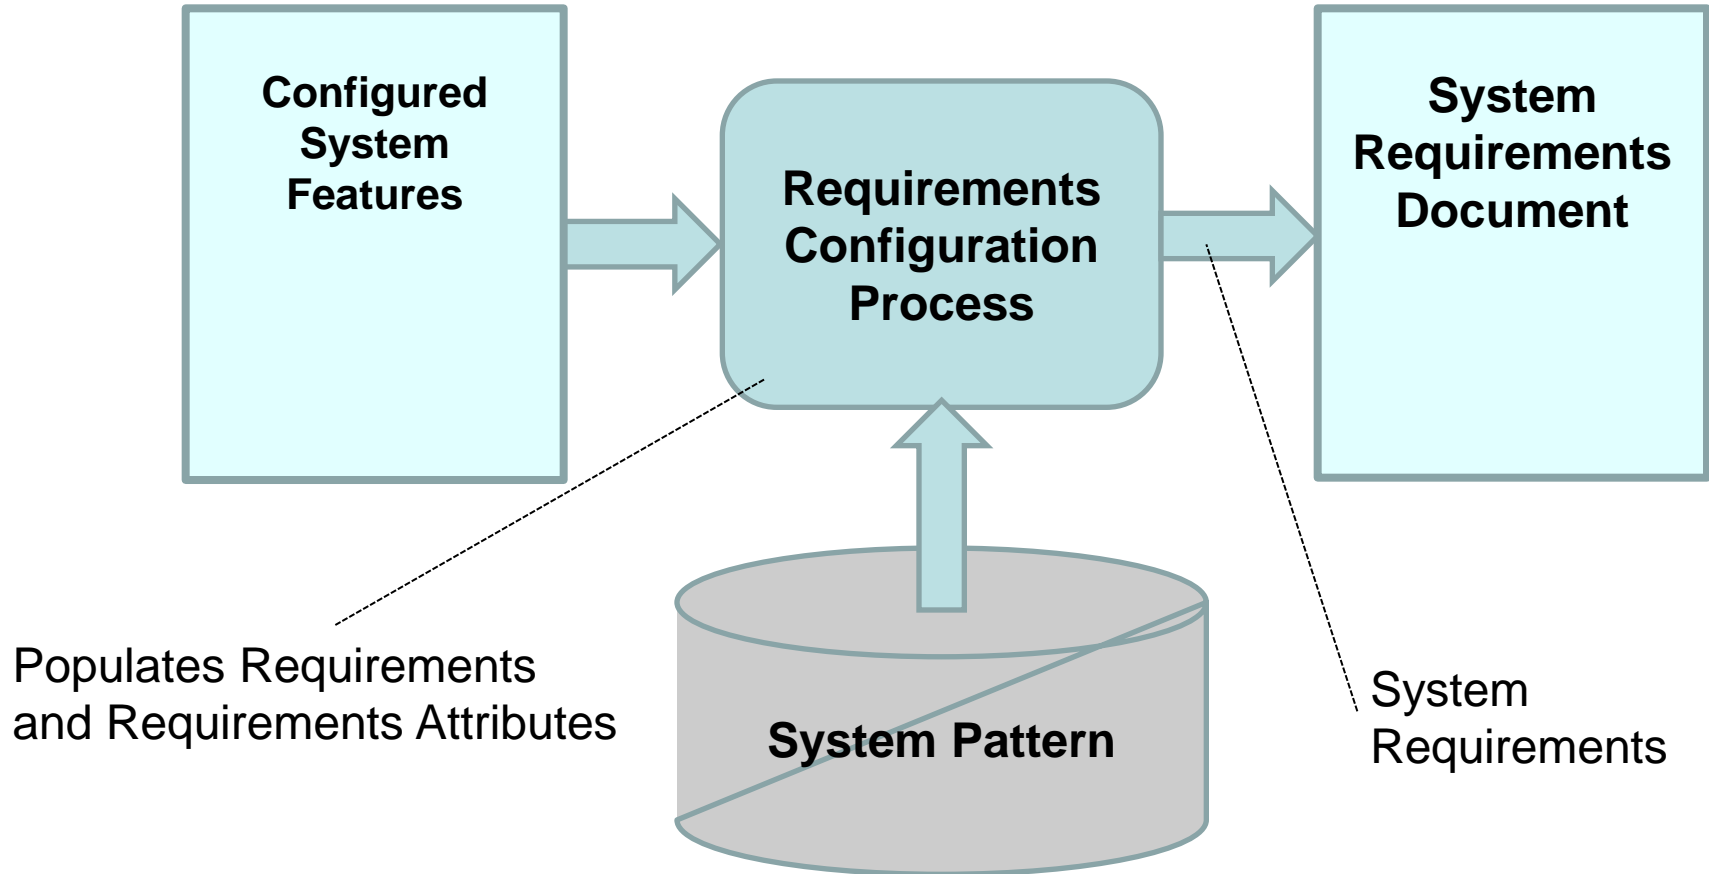 Configured
System
Features
Requirements
Configuration
Process
System
Requirements
Document
Populates Requirements
and Requirements Attributes
System Pattern
System
Requirements